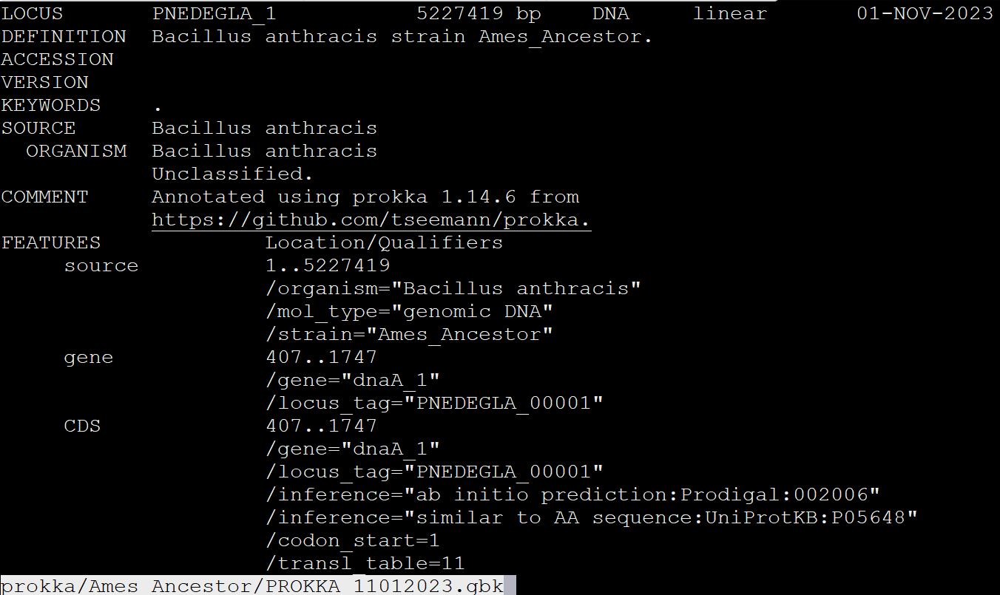 LOCUS       PNEDEGLA_1           5227419 bp    DNA     linear       01-NOV-2023
DEFINITION  Bacillus anthracis strain Ames_Ancestor.
ACCESSION
VERSION
KEYWORDS    .
SOURCE      Bacillus anthracis
  ORGANISM  Bacillus anthracis
            Unclassified.
COMMENT     Annotated using prokka 1.14.6 from
            https://github.com/tseemann/prokka.
FEATURES             Location/Qualifiers
     source          1..5227419
                     /organism="Bacillus anthracis"
                     /mol_type="genomic DNA"
                     /strain="Ames_Ancestor"
     gene            407..1747
                     /gene="dnaA_1"
                     /locus_tag="PNEDEGLA_00001"
     CDS             407..1747
                     /gene="dnaA_1"
                     /locus_tag="PNEDEGLA_00001"
                     /inference="ab initio prediction:Prodigal:002006"
                     /inference="similar to AA sequence:UniProtKB:P05648"
                     /codon_start=1
                     /transl_table=11
prokka/Ames_Ancestor/PROKKA_11012023.gbk